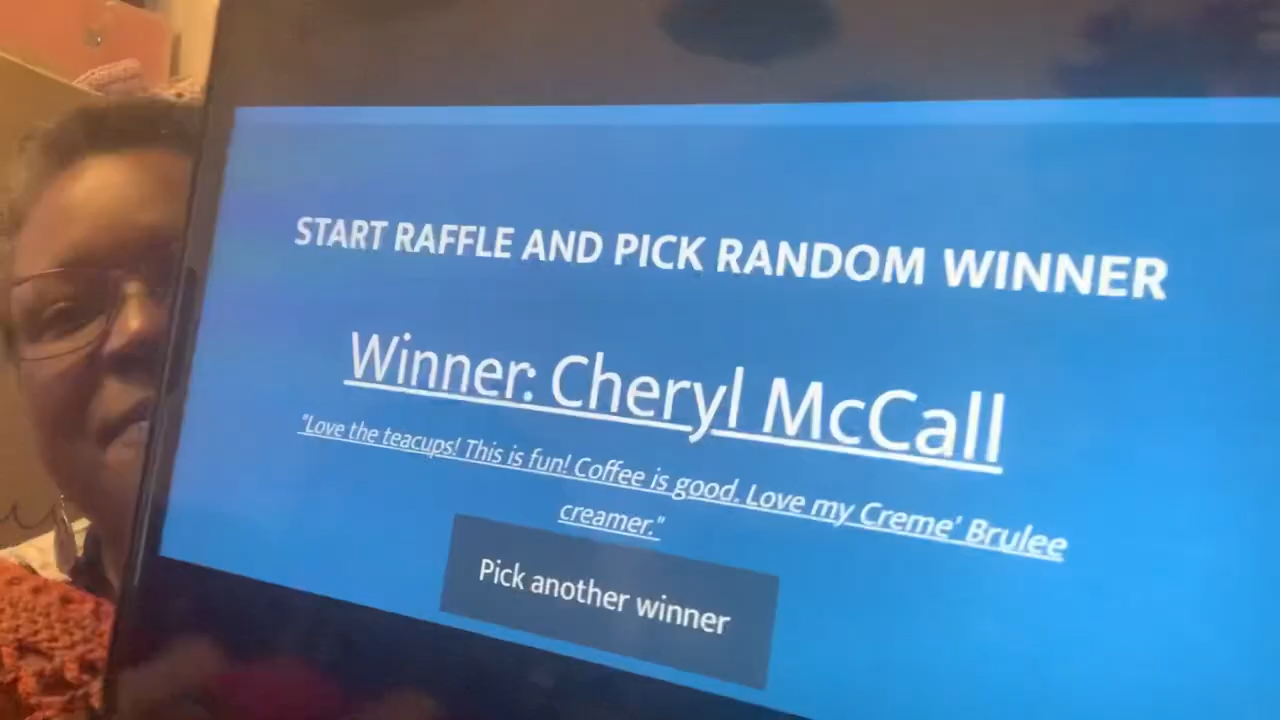 START RAFFLE AND PICK RANDOM WINNER
Winner: Cheryl McCall
"Love the teacups! This is fun! Coffee is good. Love my Creme' Brulee
creamer."
Pick another winner